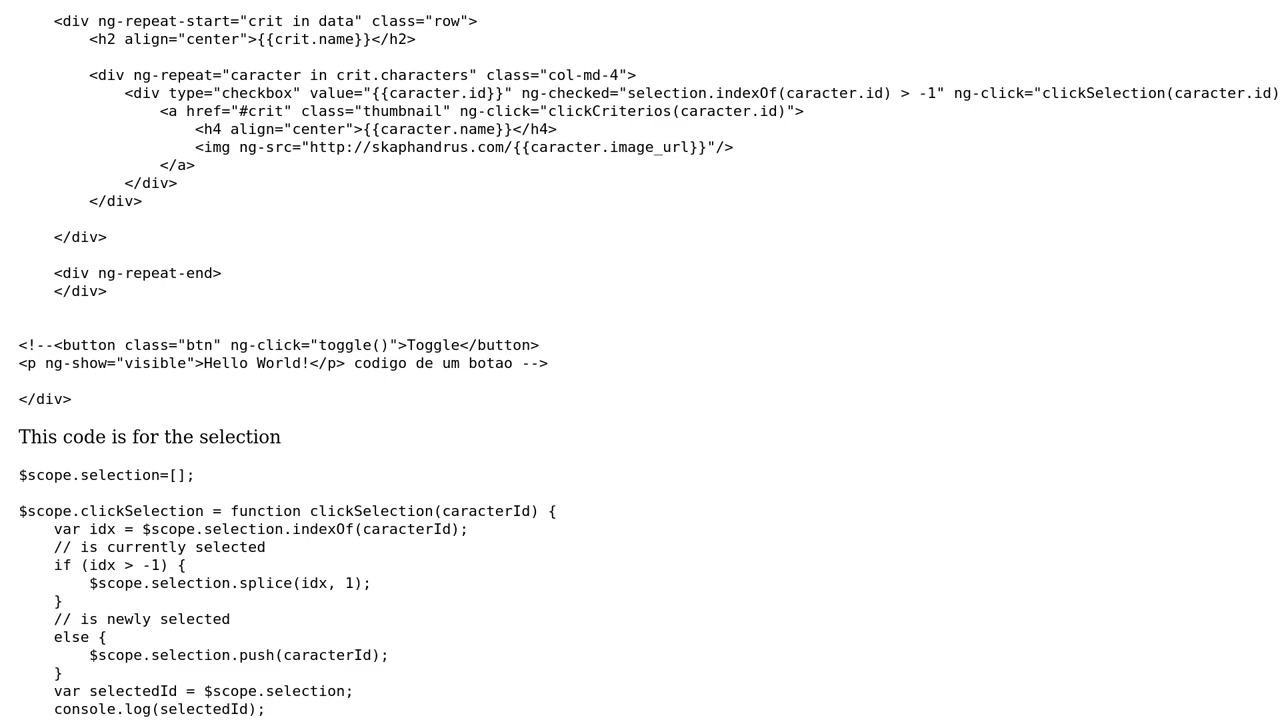 <div ng-repeat-start="crit in data" class="row">
<h2 align="center">{{crit.name}}</h2>
<div ng-repeat="caracter in crit.characters" class="col-md-4">
<div type="checkbox" value="{{caracter.id}}" ng-checked="selection.indexOf(caracter.id) > -1" ng-click="clickSelection(caracter.id)
<a href="#crit" class="thumbnail" ng-click="clickCriterios(caracter.id)">
<h4 align="center">{{caracter.name}}</h4>
<img ng-src="http://skaphandrus.com/{{caracter.image_url}}"/>
</a>
</div>
</div>
</div>
<div ng-repeat-end>
</div>
<!--<button class="btn" ng-click="toggle()">Toggle</button>
<p ng-show="visible">Hello World!</p> codigo de um botao -->
</div>
This code is for the selection
$scope.selection=[];
$scope.clickSelection = function clickSelection(caracterId) {
var idx = $scope.selection.indexOf(caracterId);
// is currently selected
if (idx > -1) {
$scope.selection.splice(idx, 1);
}
// is newly selected
else {
$scope.selection.push(caracterId);
}
var selectedId = $scope.selection;
console.log(selectedId);